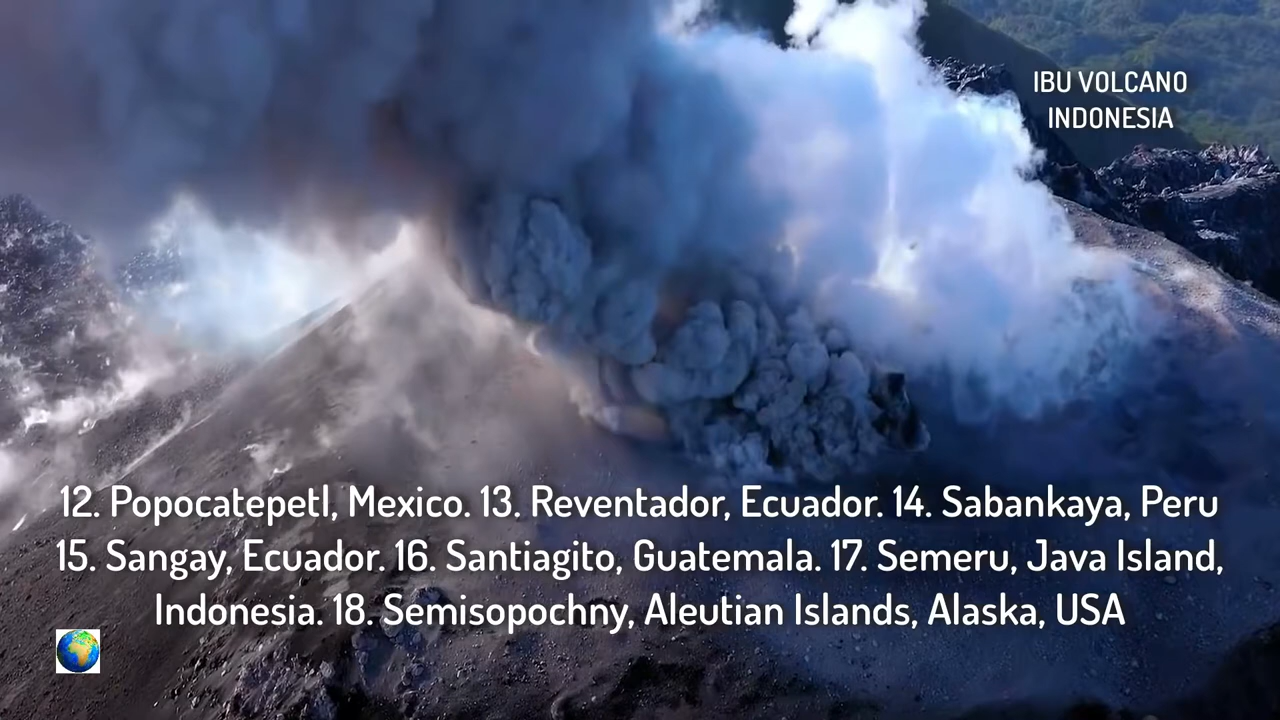 IBU VOLCANO
INDONESIA
12. Popocatepetl, Mexico. 13. Reventador, Ecuador. 14. Sabankaya, Peru
15. Sangay, Ecuador. 16. Santiagito, Guatemala. 17. Semeru, Java Island,
Indonesia. 18. Semisopochny, Aleutian Islands, Alaska, USA